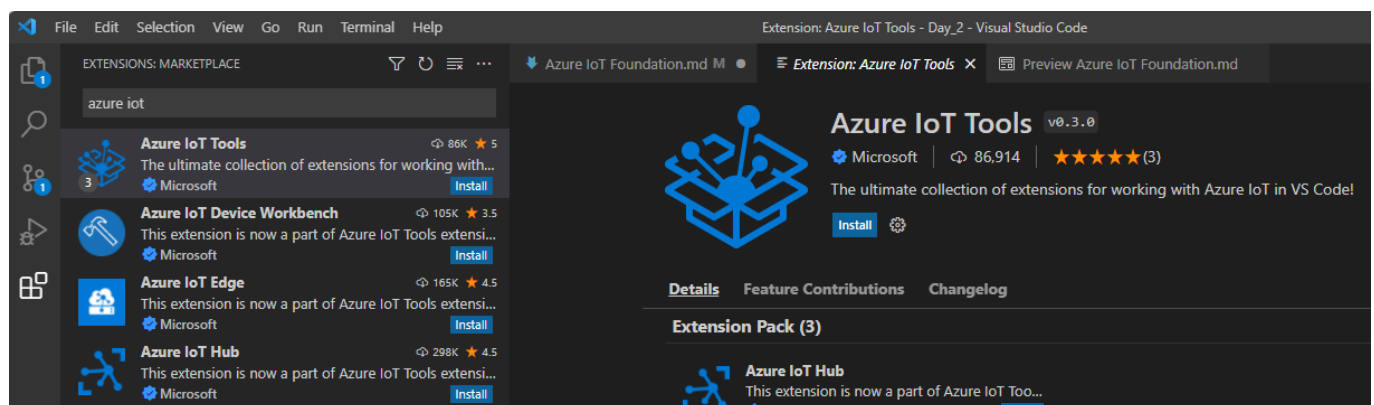 File Edit Selection View Go Run Terminal Help
Extension: Azure IoT Tools - Day_2 - Visual Studio Code
1
1
EXTENSIONS: MARKETPLACE
azure iot
Azure IoT Tools 86K 5
The ultimate collection of extensions for working with...
3 Microsoft Install
Azure IoT Device Workbench 105K 3.5
This extension is now a part of Azure IoT Tools extensi...
Microsoft Install
Azure IoT Edge 165K 4.5
This extension is now a part of Azure IoT Tools extensi...
Microsoft Install
Azure IoT Hub 298K 4.5
This extension is now a part of Azure IoT Tools extensi...
Microsoft Install
Azure IoT Foundation.md M
Extension: Azure IoT Tools
Preview Azure IoT Foundation.md
Azure IoT Tools v0.3.0
Microsoft 86,914 (3)
The ultimate collection of extensions for working with Azure IoT in VS Code!
Install
Details Feature Contributions Changelog
Extension Pack (3)
Azure IoT Hub
This extension is now a part of Azure IoT Too...